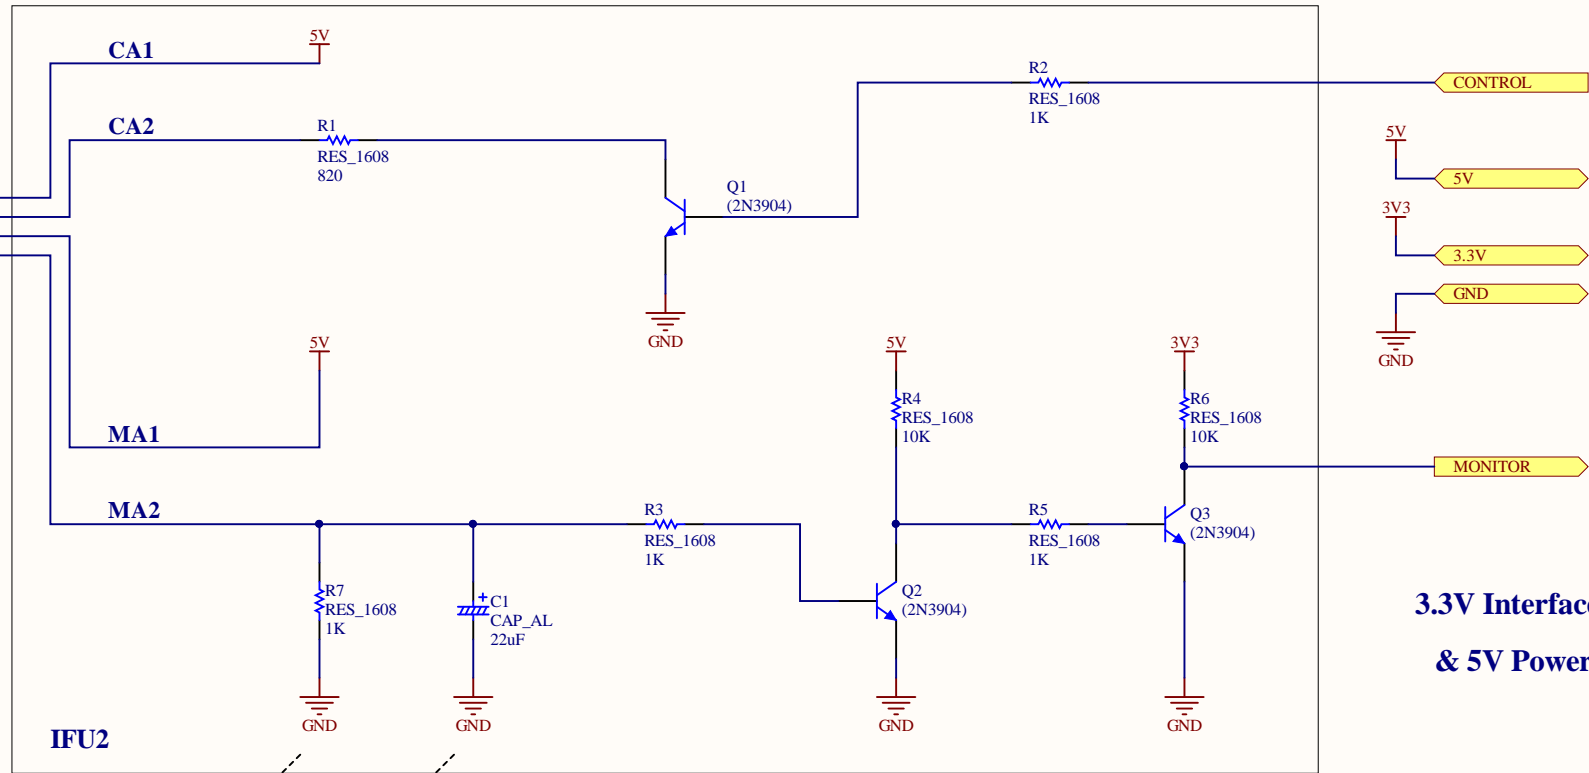 CA1
5V
CA2
R1
RES_1608
820
R2
RES_1608
1K
CONTROL
Q1
(2N3904)
GND
5V
5V
3V3
3.3V
GND
GND
5V
MA1
MA2
R7
RES_1608
1K
GND
C1
CAP_AL
22uF
GND
R3
RES_1608
1K
5V
R4
RES_1608
10K
Q2
(2N3904)
GND
R5
RES_1608
1K
3V3
R6
RES_1608
10K
MONITOR
Q3
(2N3904)
GND
3.3V Interface
& 5V Power
IFU2